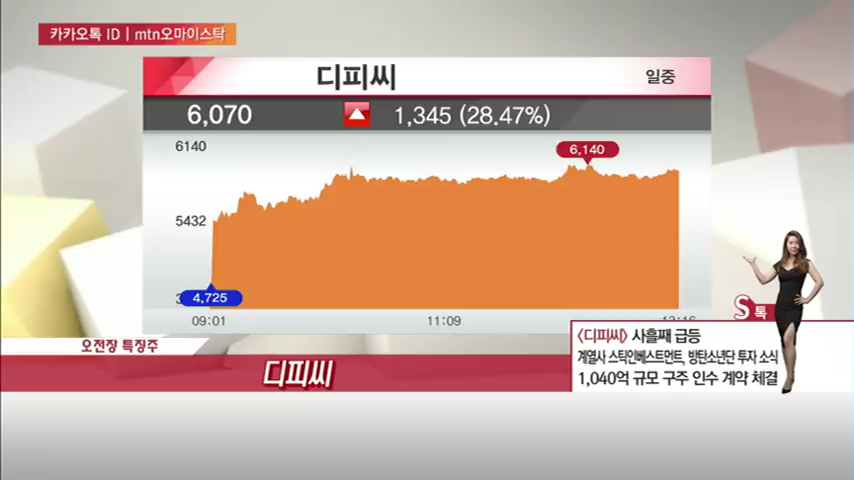 카카오톡 ID | mtn오마이스탁
디피씨
일중
6,070 1,345 (28.47%)
6140
6,140
5432
4,725
09:01 11:09
S톡
오전장 특징주
디피씨
〈디피씨〉 사흘째 급등
계열사 스틱인베스트먼트, 방탄소년단 투자 소식
1,040억 규모 구주 인수 계약 체결